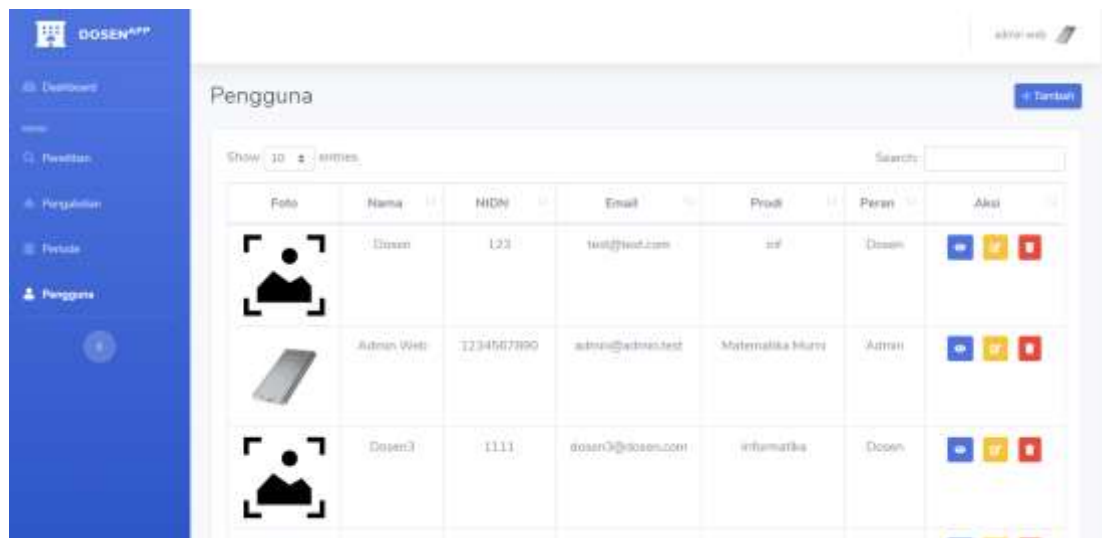 DOSENAPP
admin web
Dashboard
Penelitian
Pengabdian
Periode
Pengguna
Pengguna
+ Tambah
Show 10 entries
Search:
Foto Nama NIDN Email Prodi Peran Aksi
Dosen 123 test@test.com inf Dosen
Admin Web 1234567890 admin@admin.test Matematika Murni Admin
Dosen3 1111 dosen3@dosen.com informatika Dosen